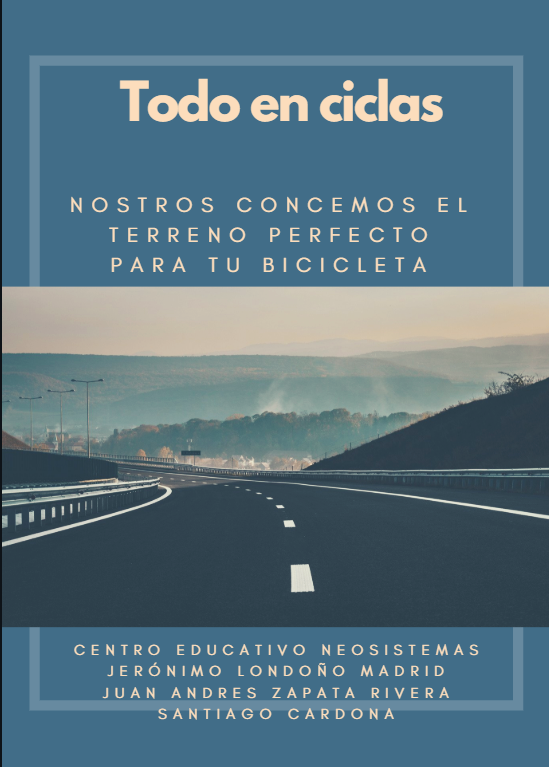 Todo en ciclas
NOSTROS CONCEMOS EL
TERRENO PERFECTO
PARA TU BICICLETA
CENTRO EDUCATIVO NEOSISTEMAS
JERÓNIMO LONDOÑO MADRID
JUAN ANDRES ZAPATA RIVERA
SANTIAGO CARDONA